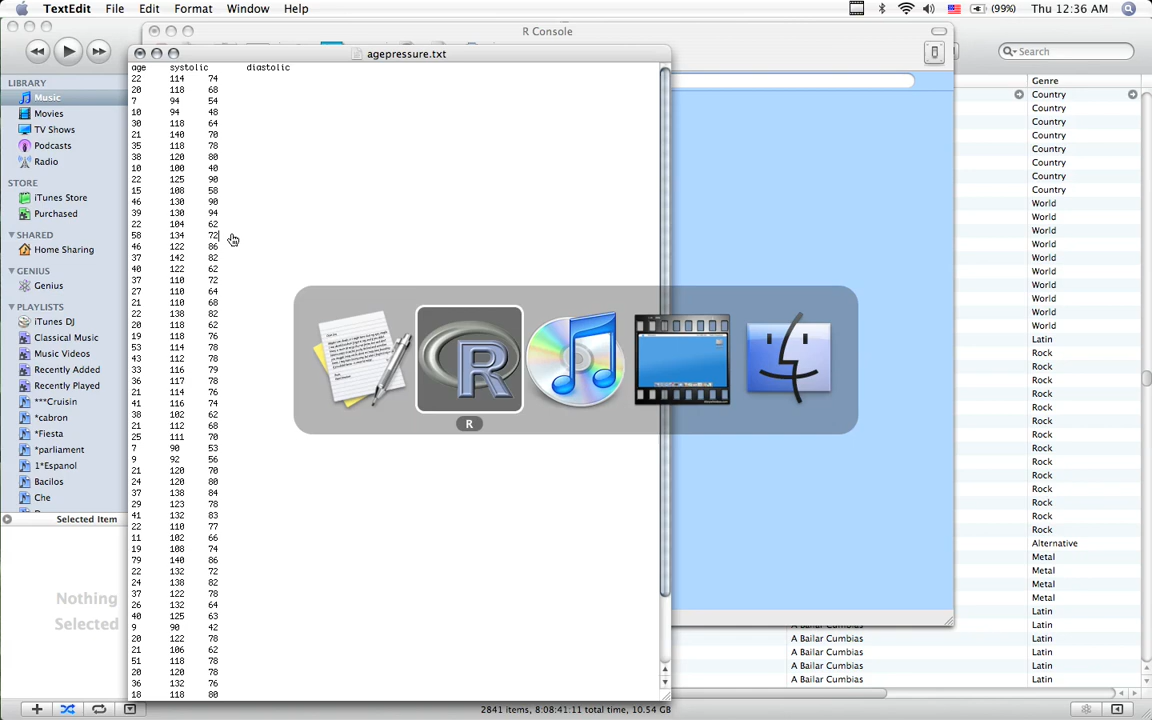 TextEdit File Edit Format Window Help (99%) Thu 12:36 AM
R Console
agepressure.txt
Search
age systolic diastolic
22 114 74
20 118 68
7 94 54
10 94 48
30 118 64
21 140 70
35 118 78
38 120 80
10 100 40
22 125 90
15 108 58
46 130 90
39 130 94
22 104 62
58 134 72
46 122 86
37 142 82
40 122 62
37 110 72
27 110 64
21 110 68
22 138 82
20 118 62
19 118 76
53 114 78
43 112 78
33 116 79
36 117 78
21 114 76
41 116 74
38 102 62
21 112 68
25 111 70
7 90 53
9 92 56
21 120 70
24 120 80
37 138 84
29 123 78
41 132 83
22 110 77
11 102 66
19 108 74
79 140 86
22 132 72
24 138 82
37 122 78
26 132 64
40 125 63
9 90 42
20 122 78
21 106 62
51 118 78
20 120 78
36 132 76
18 118 80
LIBRARY
Music
Movies
TV Shows
Podcasts
Radio
STORE
iTunes Store
Purchased
SHARED
Home Sharing
GENIUS
Genius
PLAYLISTS
iTunes DJ
Classical Music
Music Videos
Recently Added
Recently Played
***Cruisin
*cabron
*Fiesta
*parliament
1*Espanol
Bacilos
Che
Selected Item
Nothing
Selected
R
Genre
Country
Country
Country
Country
Country
Country
Country
Country
World
World
World
World
World
World
World
World
World
World
Latin
Rock
Rock
Rock
Rock
Rock
Rock
Rock
Rock
Rock
Rock
Rock
Rock
Rock
Rock
Alternative
Metal
Metal
Metal
Metal
Latin
Latin
A Bailar Cumbias Latin
A Bailar Cumbias Latin
A Bailar Cumbias Latin
A Bailar Cumbias Latin
2841 items, 8:08:41:11 total time, 10.54 GB